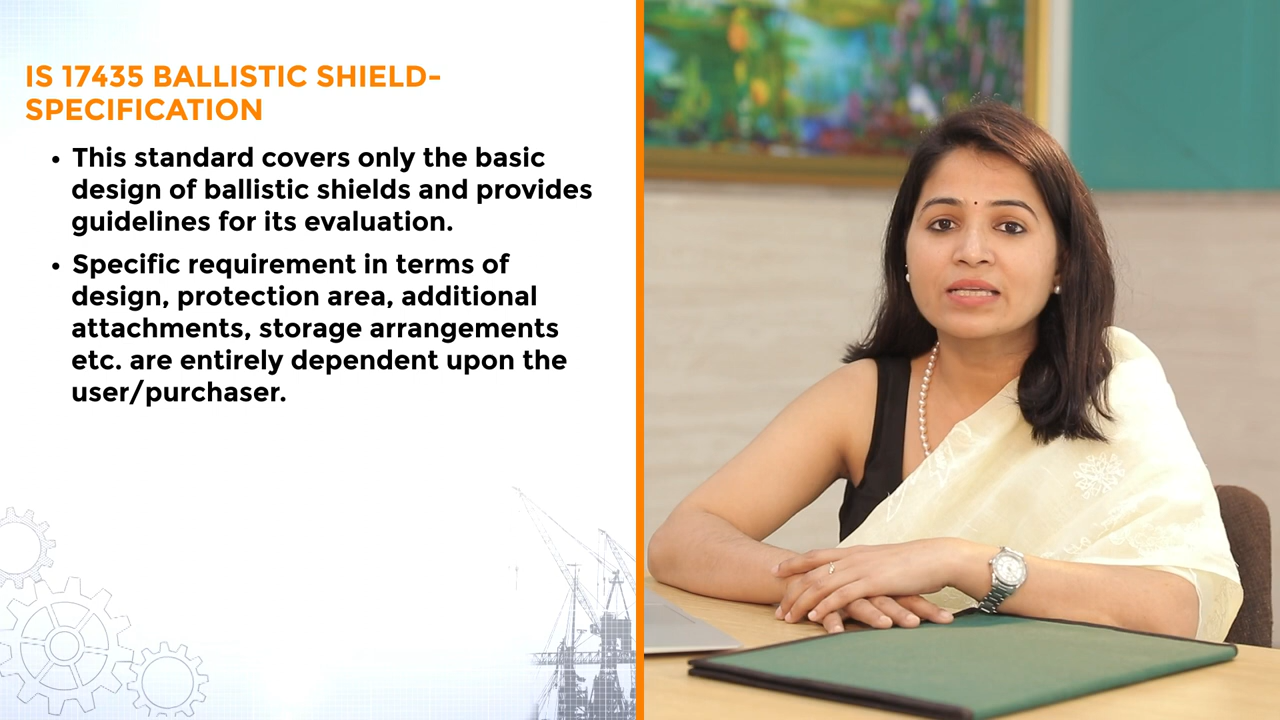 IS 17435 BALLISTIC SHIELD-
SPECIFICATION
• This standard covers only the basic
design of ballistic shields and provides
guidelines for its evaluation.
• Specific requirement in terms of
design, protection area, additional
attachments, storage arrangements
etc. are entirely dependent upon the
user/purchaser.